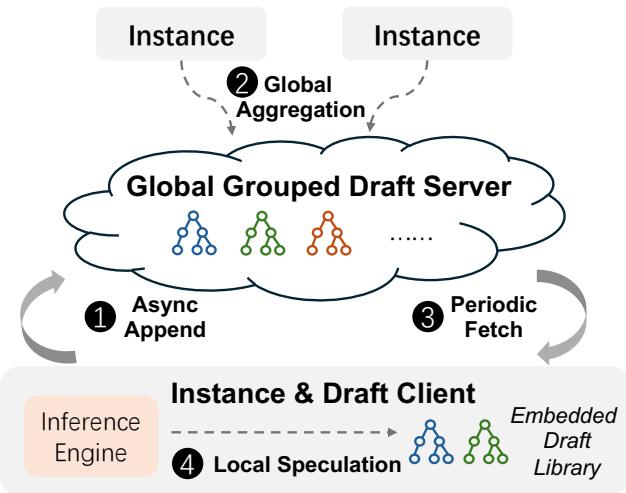 Instance
Instance
2 Global
Aggregation
Global Grouped Draft Server
......
1 Async
Append
3 Periodic
Fetch
Instance & Draft Client
Inference
Engine
4 Local Speculation
Embedded
Draft
Library